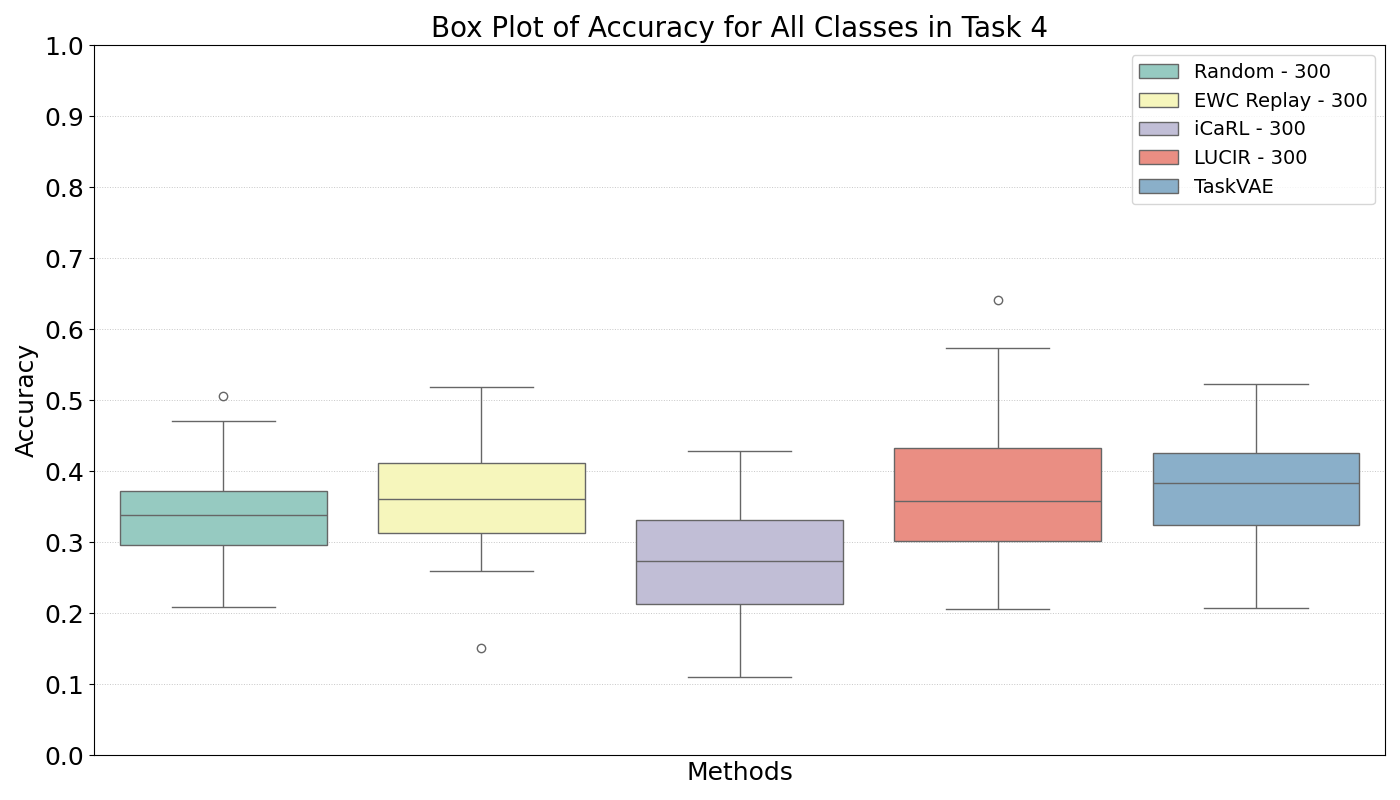 Box Plot of Accuracy for All Classes in Task 4
1.0
0.9
0.8
0.7
0.6
0.5
0.4
0.3
0.2
0.1
0.0
Accuracy
Methods
Random - 300
EWC Replay - 300
iCaRL - 300
LUCIR - 300
TaskVAE